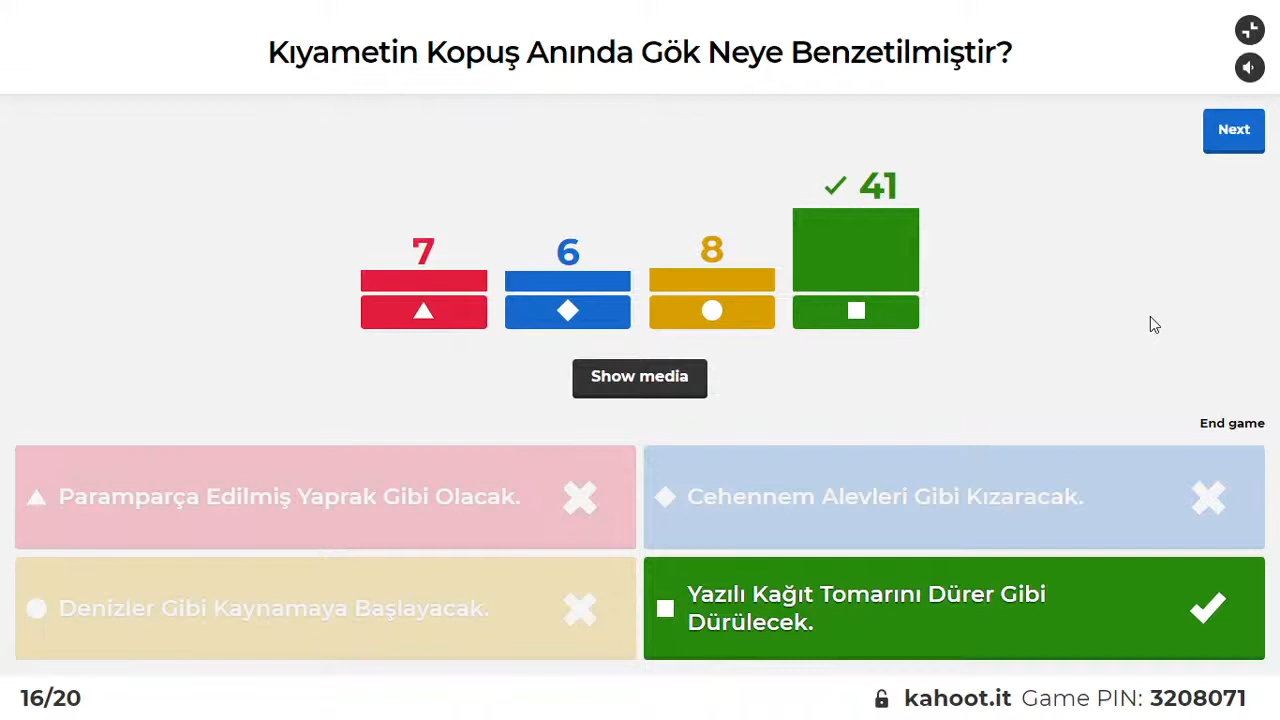 Kıyametin Kopuş Anında Gök Neye Benzetilmiştir?
Next
7
6
8
41
Show media
End game
Paramparça Edilmiş Yaprak Gibi Olacak.
Cehennem Alevleri Gibi Kızaracak.
Denizler Gibi Kaynamaya Başlayacak.
Yazılı Kağıt Tomarını Dürer Gibi
Dürülecek.
16/20
kahoot.it Game PIN: 3208071